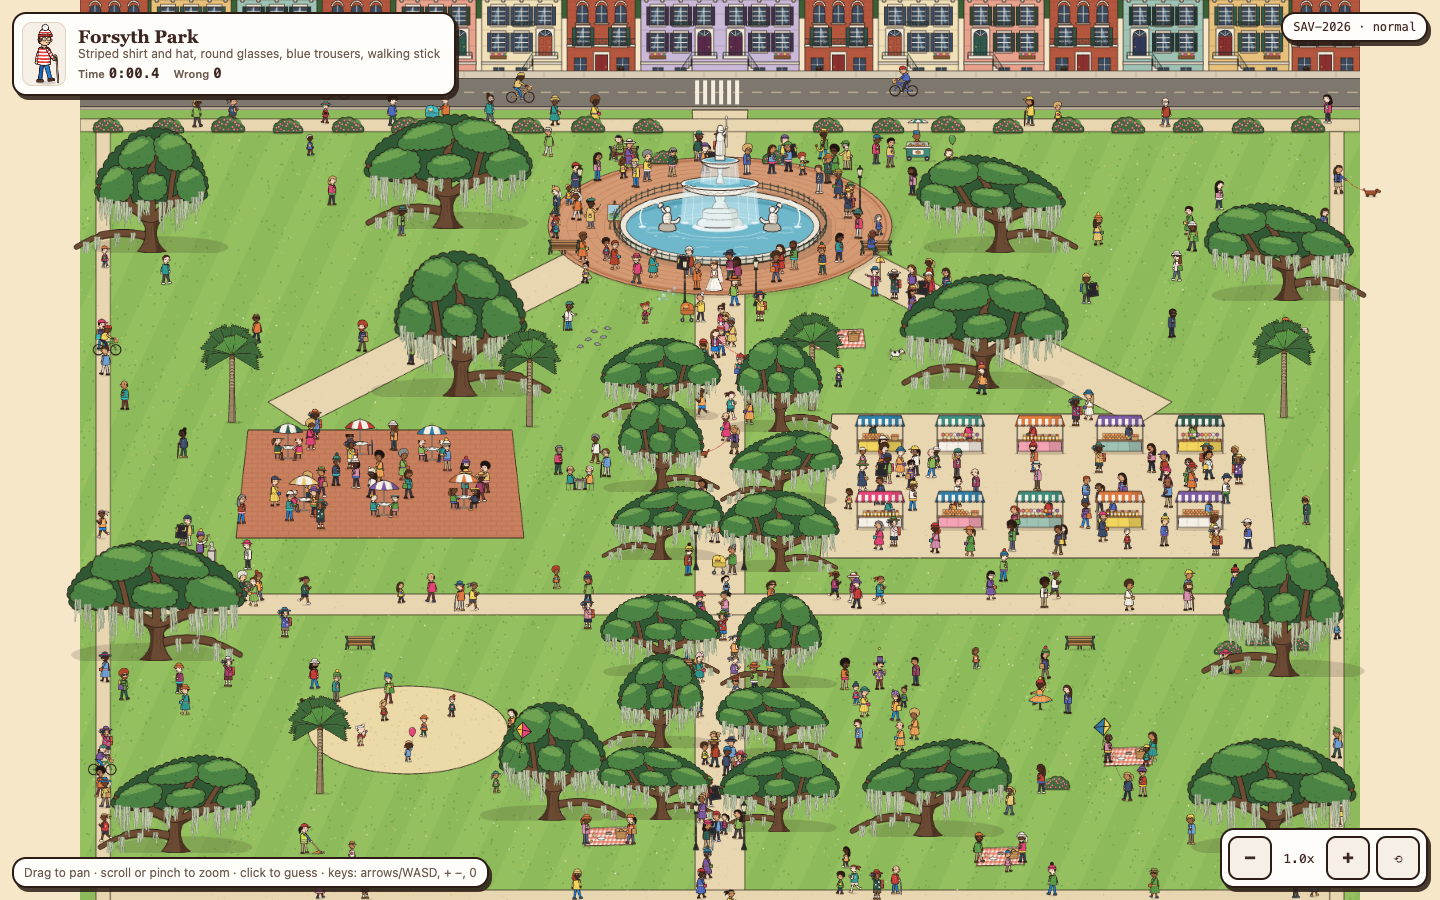 Forsyth Park
Striped shirt and hat, round glasses, blue trousers, walking stick
Time 0:00.4 Wrong 0
SAV–2026 · normal
Drag to pan · scroll or pinch to zoom · click to guess · keys: arrows/WASD, + −, 0
− 1.0x +